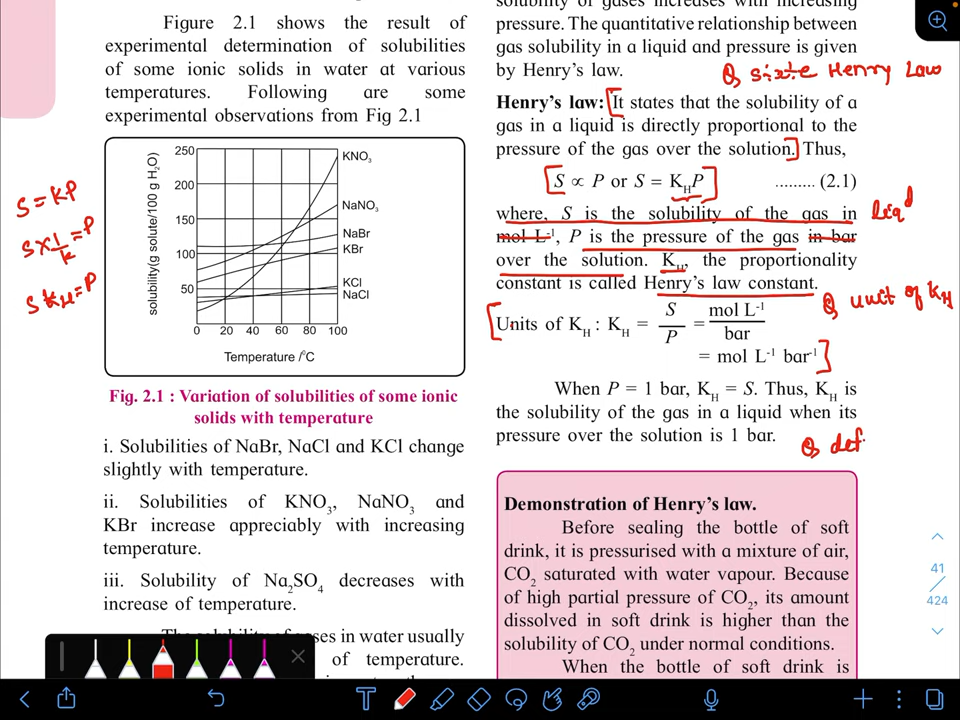 Figure 2.1 shows the result of
experimental determination of solubilities
of some ionic solids in water at various
temperatures. Following are some
experimental observations from Fig 2.1
solubility(g solute/100 g H₂O)
250
200
150
100
50
0 20 40 60 80 100
KNO₃
NaNO₃
NaBr
KBr
KCl
NaCl
Temperature /°C
Fig. 2.1 : Variation of solubilities of some ionic
solids with temperature
i. Solubilities of NaBr, NaCl and KCl change
slightly with temperature.
ii. Solubilities of KNO₃, NaNO₃ and
KBr increase appreciably with increasing
temperature.
iii. Solubility of Na₂SO₄ decreases with
increase of temperature.
in water usually
of temperature.
S = KP
S × 1/K = P
S KH = P
pressure. The quantitative relationship between
gas solubility in a liquid and pressure is given
by Henry's law.
Q state Henry Law
Henry's law: It states that the solubility of a
gas in a liquid is directly proportional to the
pressure of the gas over the solution. Thus,
S ∝ P or S = K_H P ......... (2.1)
where, S is the solubility of the gas in
liqd
mol L⁻¹, P is the pressure of the gas in bar
over the solution. K_H, the proportionality
constant is called Henry's law constant.
Q unit of KH
Units of K_H : K_H = S/P = mol L⁻¹/bar
= mol L⁻¹ bar⁻¹
When P = 1 bar, K_H = S. Thus, K_H is
the solubility of the gas in a liquid when its
pressure over the solution is 1 bar.
Q def.
Demonstration of Henry's law.
Before sealing the bottle of soft
drink, it is pressurised with a mixture of air,
CO₂ saturated with water vapour. Because
of high partial pressure of CO₂, its amount
dissolved in soft drink is higher than the
solubility of CO₂ under normal conditions.
When the bottle of soft drink is
41
424